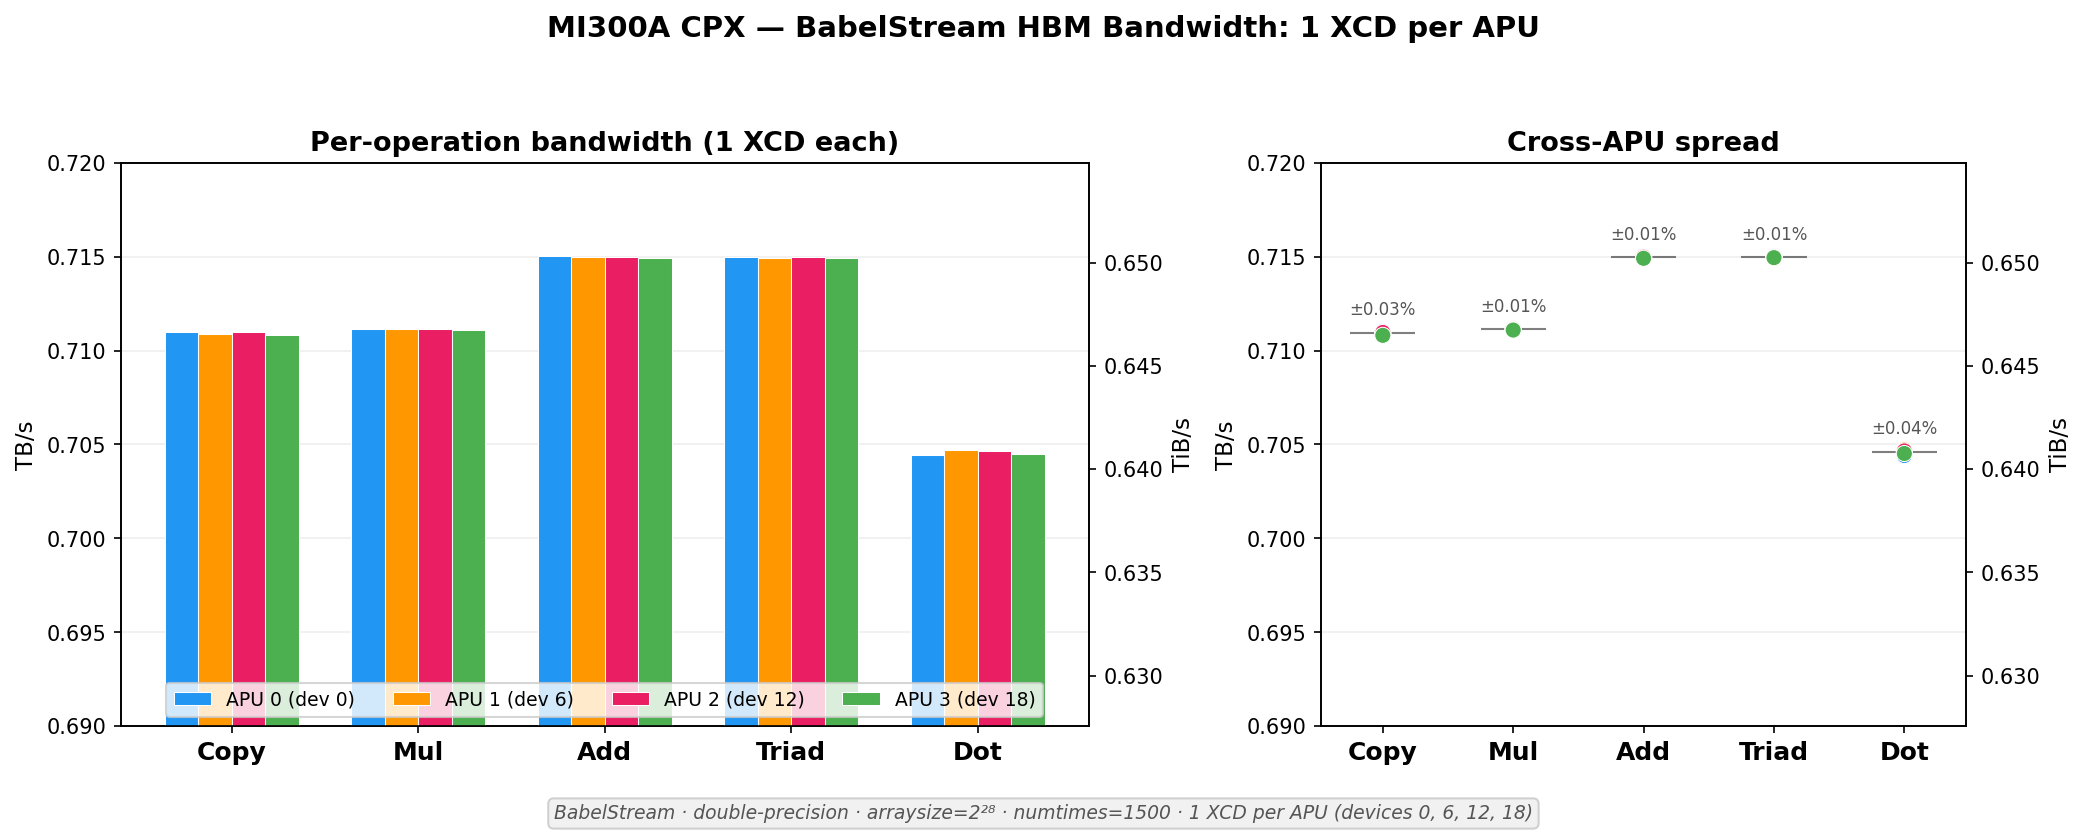 MI300A CPX — BabelStream HBM Bandwidth: 1 XCD per APU
Per-operation bandwidth (1 XCD each)
TB/s
0.720
0.715
0.710
0.705
0.700
0.695
0.690
0.650
0.645
0.640
0.635
0.630
TiB/s
APU 0 (dev 0)
APU 1 (dev 6)
APU 2 (dev 12)
APU 3 (dev 18)
Copy
Mul
Add
Triad
Dot
Cross-APU spread
TB/s
0.720
0.715
0.710
0.705
0.700
0.695
0.690
±0.03%
±0.01%
±0.01%
±0.01%
±0.04%
0.650
0.645
0.640
0.635
0.630
TiB/s
Copy
Mul
Add
Triad
Dot
BabelStream · double-precision · arraysize=2²⁸ · numtimes=1500 · 1 XCD per APU (devices 0, 6, 12, 18)